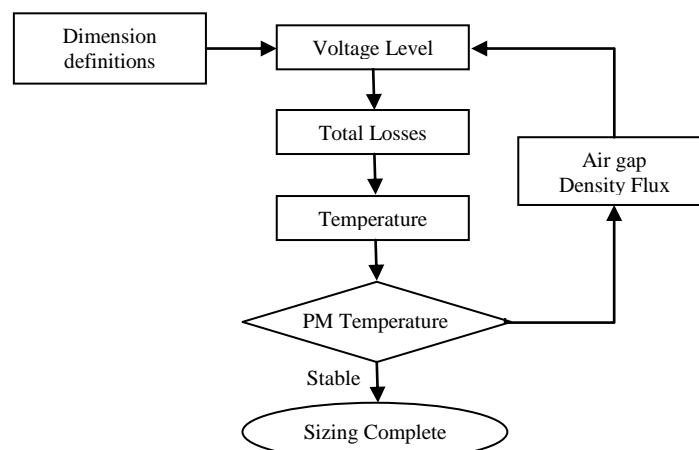 Dimension
definitions
Voltage Level
Total Losses
Air gap
Density Flux
Temperature
PM Temperature
Stable
Sizing Complete